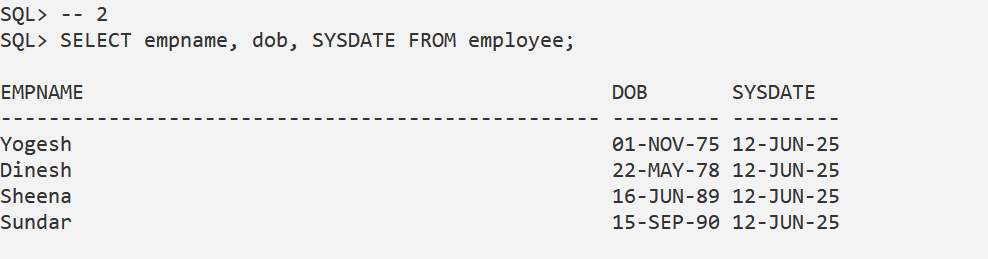 SQL> -- 2
SQL> SELECT empname, dob, SYSDATE FROM employee;
EMPNAME                                            DOB       SYSDATE
-------------------------------------------------- --------- ---------
Yogesh                                             01-NOV-75 12-JUN-25
Dinesh                                             22-MAY-78 12-JUN-25
Sheena                                             16-JUN-89 12-JUN-25
Sundar                                             15-SEP-90 12-JUN-25